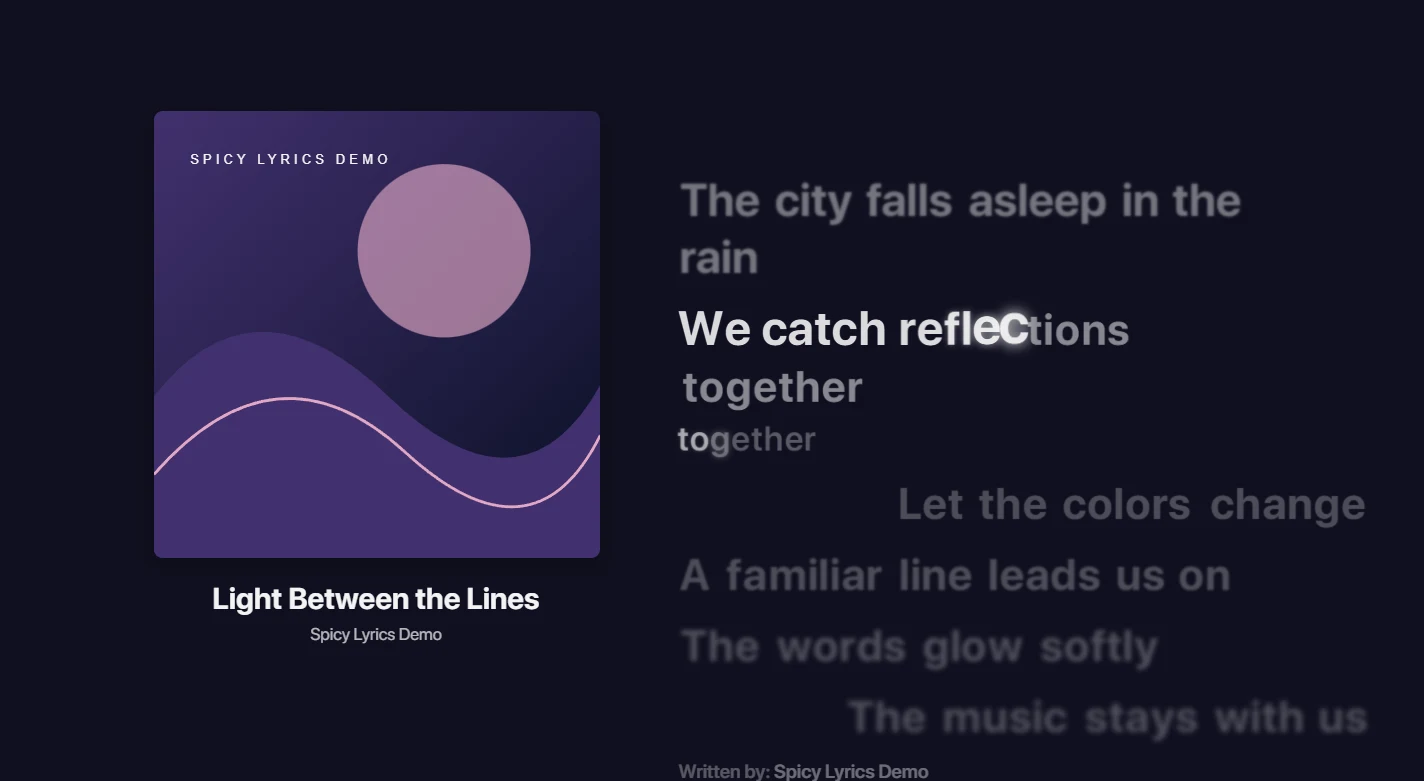 SPICY LYRICS DEMO
Light Between the Lines
Spicy Lyrics Demo
The city falls asleep in the
rain
We catch reflections
together
together
Let the colors change
A familiar line leads us on
The words glow softly
The music stays with us
Written by: Spicy Lyrics Demo